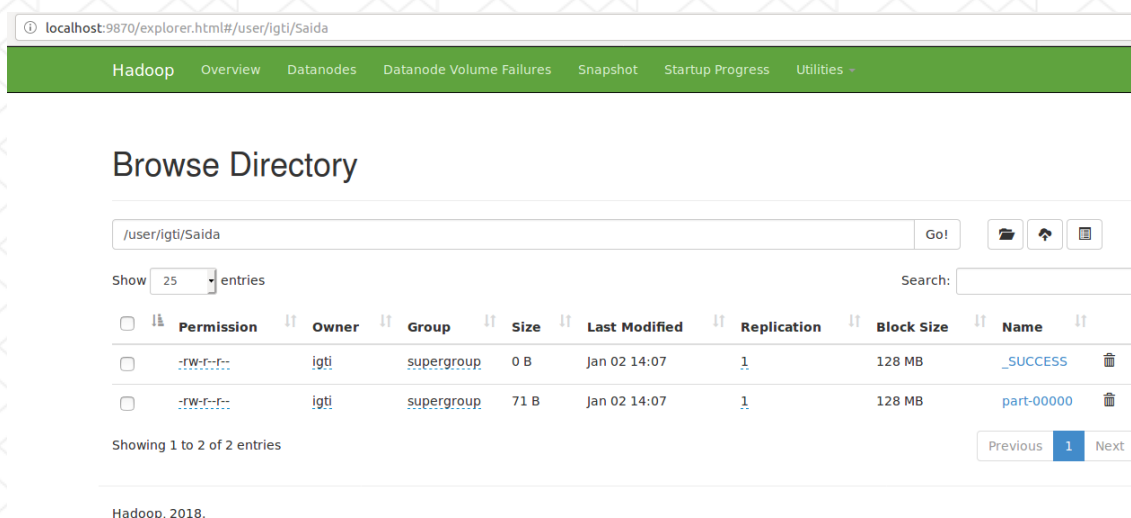 localhost:9870/explorer.html#/user/igti/Saida
Hadoop Overview Datanodes Datanode Volume Failures Snapshot Startup Progress Utilities
Browse Directory
/user/igti/Saida Go!
Show 25 entries Search:
Permission Owner Group Size Last Modified Replication Block Size Name
-rw-r--r-- igti supergroup 0 B Jan 02 14:07 1 128 MB _SUCCESS
-rw-r--r-- igti supergroup 71 B Jan 02 14:07 1 128 MB part-00000
Showing 1 to 2 of 2 entries Previous 1 Next
Hadoop, 2018.